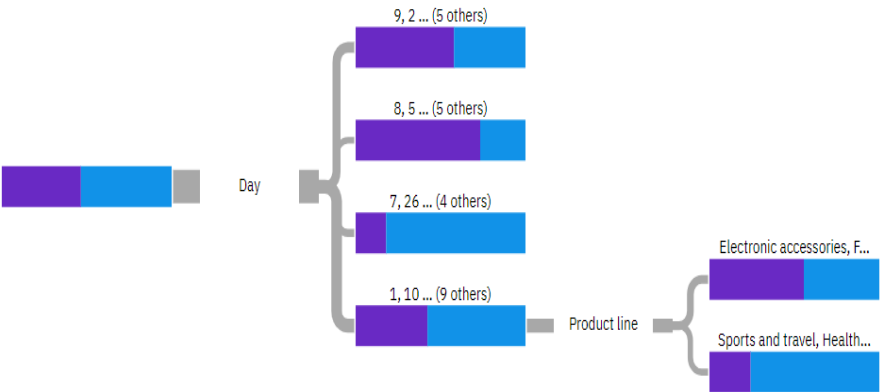 9, 2 ... (5 others)
8, 5 ... (5 others)
Day
7, 26 ... (4 others)
Electronic accessories, F...
1, 10 ... (9 others)
Product line
Sports and travel, Health...